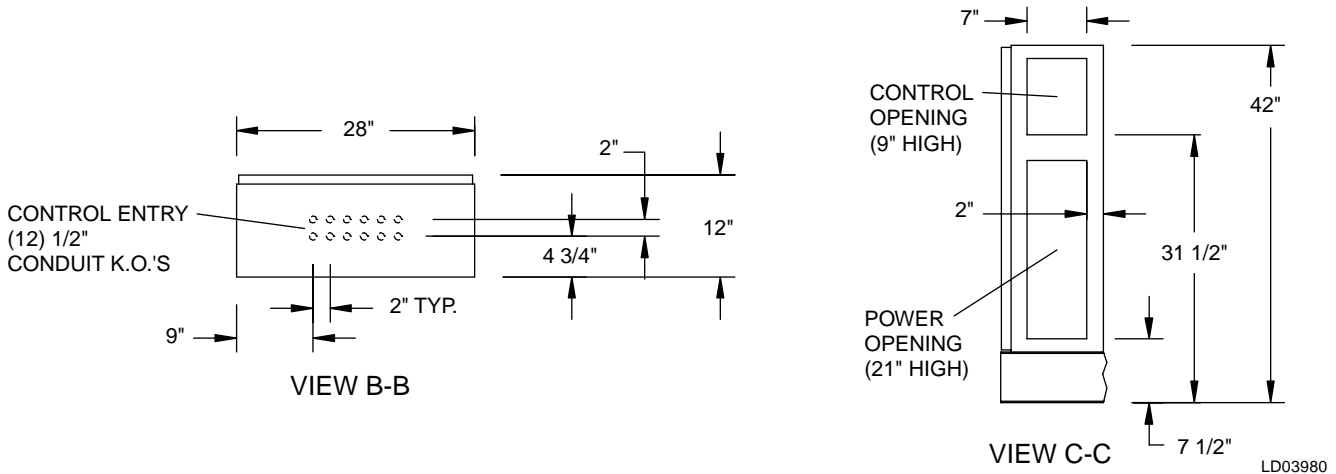 28"
2"
12"
4 3/4"
CONTROL ENTRY
(12) 1/2"
CONDUIT K.O.'S
2" TYP.
9"
VIEW B-B
7"
CONTROL
OPENING
(9" HIGH)
42"
2"
31 1/2"
POWER
OPENING
(21" HIGH)
7 1/2"
VIEW C-C
LD03980